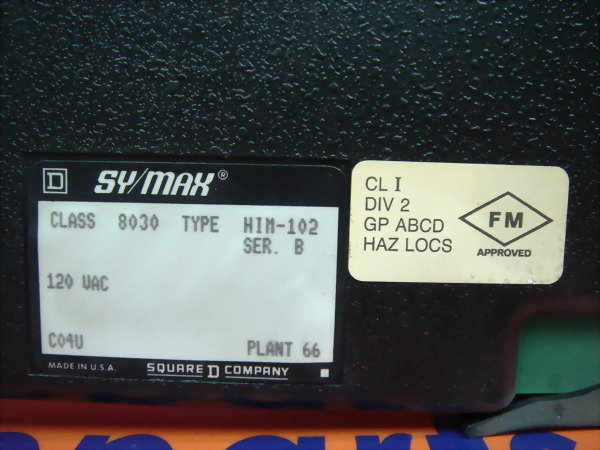 D SY/MAX®
CLASS 8030 TYPE HIM-102
SER. B
120 VAC
C04U PLANT 66
MADE IN U.S.A. SQUARE D COMPANY
CL I
DIV 2
GP ABCD
HAZ LOCS
FM
APPROVED